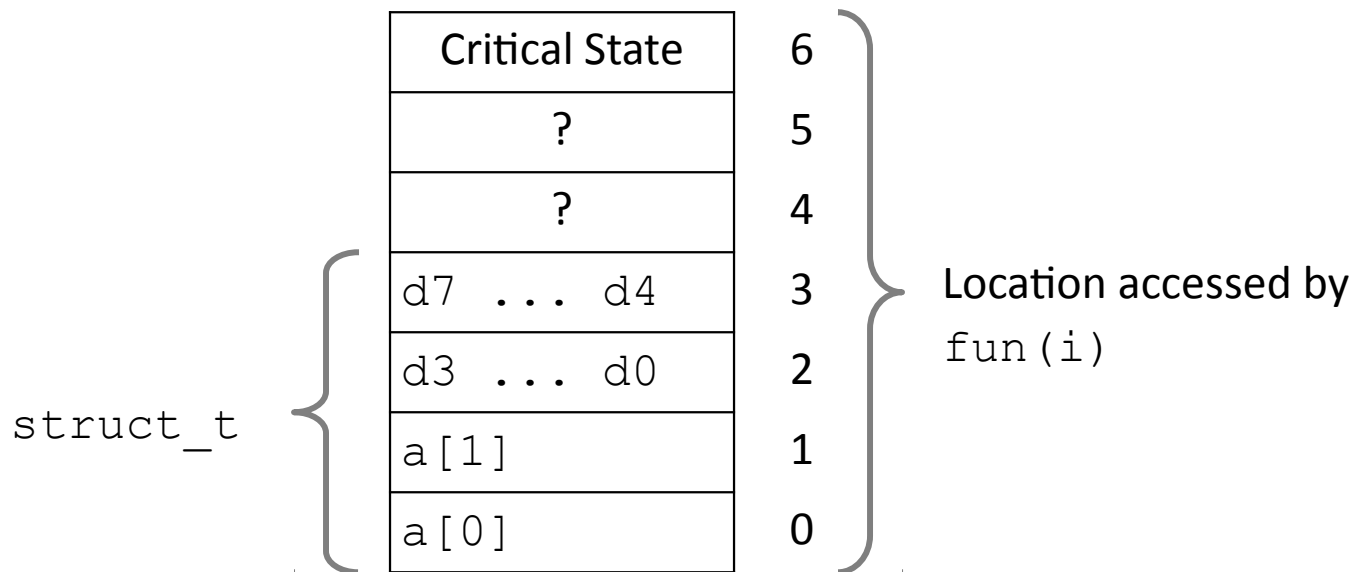 Critical State 6
? 5
? 4
d7 ... d4 3
d3 ... d0 2
a[1] 1
a[0] 0
struct_t
Location accessed by
fun(i)